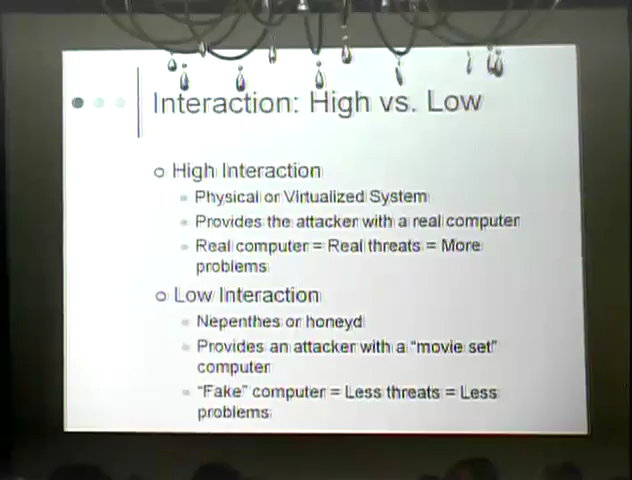 Interaction: High vs. Low
High Interaction
Physical or Virtualized System
Provides the attacker with a real computer
Real computer = Real threats = More
problems
Low Interaction
Nepenthes or honeyd
Provides an attacker with a “movie set”
computer
“Fake” computer = Less threats = Less
problems